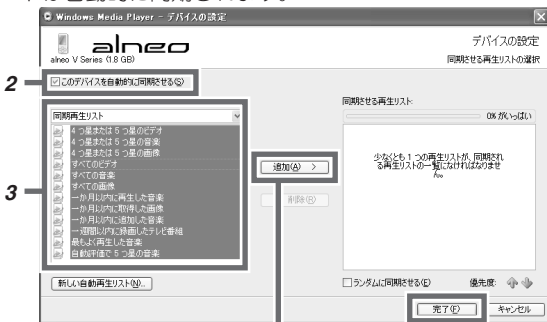 Windows Media Player - デバイスの設定
alneo
alneo V Series (1.8 GB)
デバイスの設定
同期させる再生リストの選択
2
このデバイスを自動的に同期させる(S)
3
同期再生リスト
4 つ星または 5 つ星のビデオ
4 つ星または 5 つ星の音楽
4 つ星または 5 つ星の画像
すべてのビデオ
すべての音楽
すべての画像
一か月以内に再生した音楽
一か月以内に取得した画像
一か月以内に追加した音楽
一週間以内に録画したテレビ番組
最もよく再生した音楽
自動評価で 5 つ星の音楽
新しい自動再生リスト(N)...
追加(A) >
削除(R)
同期させる再生リスト:
0% がいっぱい
少なくとも 1 つの再生リストが、同期され
る再生リストの一覧になければなりませ
ん。
ランダムに同期させる(E)
優先度:
完了(F)
キャンセル